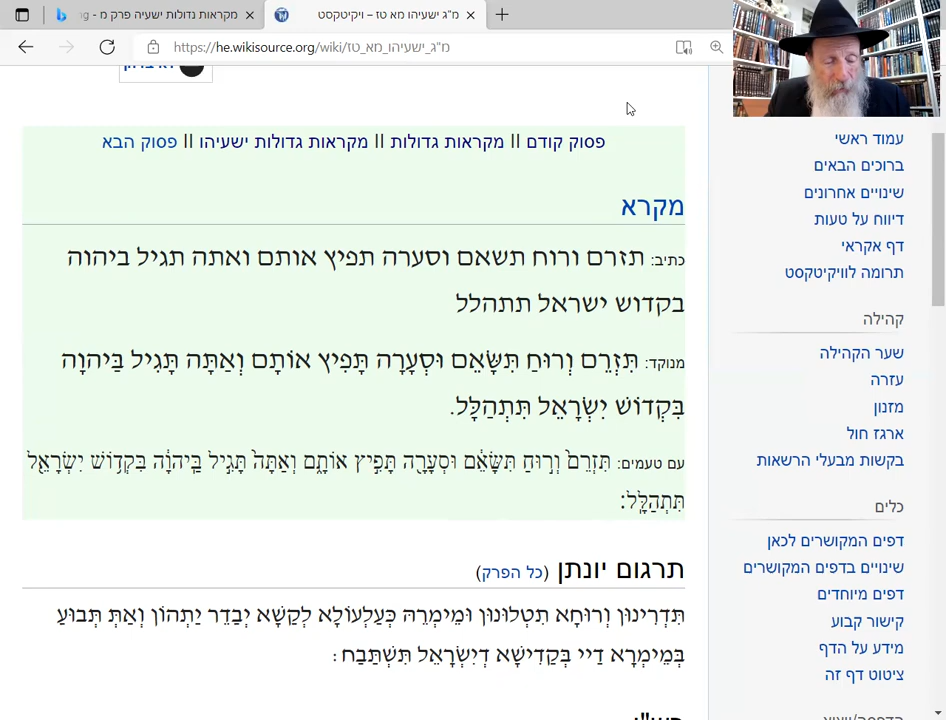 מקראות גדולות ישעיה פרק מ - ng
מ"ג ישעיהו מא טז – ויקיטקסט
https://he.wikisource.org/wiki/מ"ג_ישעיהו_מא_טז
פסוק קודם || מקראות גדולות || מקראות גדולות ישעיהו || פסוק הבא
מקרא
כתיב: תזרם ורוח תשאם וסערה תפיץ אותם ואתה תגיל ביהוה
בקדוש ישראל תתהלל
מנוקד: תִּזְרֵם וְרוּחַ תִּשָּׂאֵם וּסְעָרָה תָּפִיץ אוֹתָם וְאַתָּה תָּגִיל בַּיהוָה
בִּקְדוֹשׁ יִשְׂרָאֵל תִּתְהַלָּל.
עם טעמים: תִּזְרֵם֙ וְר֣וּחַ תִּשָּׂאֵ֔ם וּסְעָרָ֖ה תָּפִ֣יץ אוֹתָ֑ם וְאַתָּה֙ תָּגִ֣יל בַּֽיהוָ֔ה בִּקְד֥וֹשׁ יִשְׂרָאֵ֖ל
תִּתְהַלָּֽל׃
תרגום יונתן (כל הפרק)
תִּדְרִינוּן וְרוּחָא תִטְלוּנוּן וּמֵימְרֵהּ כְּעַלְעוֹלָא לְקַשָׁא יְבַדֵר יַתְהוֹן וְאַתְּ תְּבוּעַ
בְּמֵימְרָא דַיְיָ בְּקַדִישָׁא דְיִשְׂרָאֵל תִּשְׁתַּבַּח:
עמוד ראשי
ברוכים הבאים
שינויים אחרונים
דיווח על טעות
דף אקראי
תרומה לוויקיטקסט
קהילה
שער הקהילה
עזרה
מזנון
ארגז חול
בקשות מבעלי הרשאות
כלים
דפים המקושרים לכאן
שינויים בדפים המקושרים
דפים מיוחדים
קישור קבוע
מידע על הדף
ציטוט דף זה